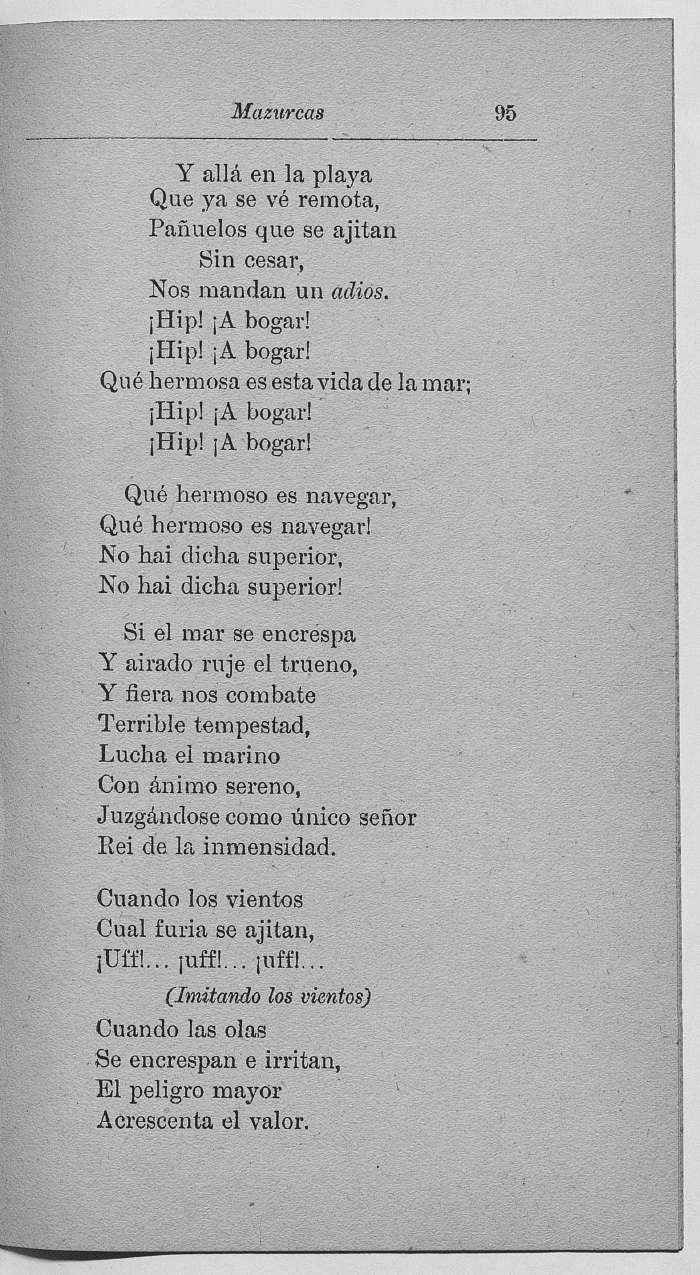 Mazurcas 95
Y allá en la playa
Que ya se vé remota,
Pañuelos que se ajitan
Sin cesar,
Nos mandan un adios.
¡Hip! ¡A bogar!
¡Hip! ¡A bogar!
Qué hermosa es esta vida de la mar;
¡Hip! ¡A bogar!
¡Hip! ¡A bogar!
Qué hermoso es navegar,
Qué hermoso es navegar!
No hai dicha superior,
No hai dicha superior!
Si el mar se encrespa
Y airado ruje el trueno,
Y fiera nos combate
Terrible tempestad,
Lucha el marino
Con ánimo sereno,
Juzgándose como único señor
Rei de la inmensidad.
Cuando los vientos
Cual furia se ajitan,
¡Uff!... ¡uff!... ¡uff!...
(Imitando los vientos)
Cuando las olas
Se encrespan e irritan,
El peligro mayor
Acrescenta el valor.